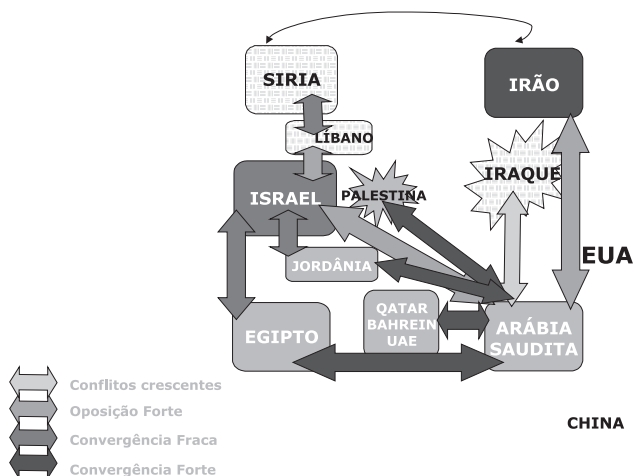 SIRIA
IRÃO
LÍBANO
IRAQUE
ISRAEL
PALESTINA
EUA
JORDÂNIA
QATAR
BAHREIN
UAE
EGIPTO
ARÁBIA
SAUDITA
Conflitos crescentes
Oposição Forte
Convergência Fraca
Convergência Forte
CHINA